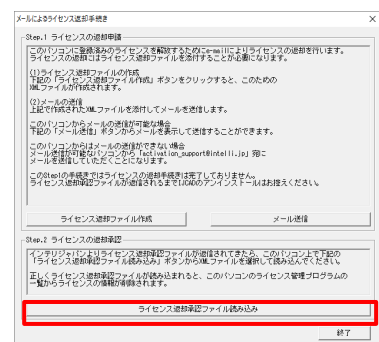 メールによるライセンス返却手続き
Step.1 ライセンスの返却申請
このパソコンに登録済みのライセンスを解放するためにe-mailによりライセンスの返却を行います。
ライセンスの返却にはライセンス返却ファイルを添付することが必要になります。
(1)ライセンス返却ファイルの作成
下記の「ライセンス返却ファイル作成」ボタンをクリックすると、このための
XMLファイルが作成されます。
(2)メールの送信
上記で作成されたXMLファイルを添付してメールを送信します。
このパソコンからメールの送信が可能な場合
下記の「メール送信」ボタンからメールを表示して送信することができます。
このパソコンからはメールの送信ができない場合
メール送信が可能なパソコンから「activation_support@intelli.jp」宛に
メールを送信していただくことになります。
このStep1の手続きではライセンスの返却手続きは完了しておりません。
ライセンス返却承認ファイルが返信されるまでIJCADのアンインストールはお控えください。
ライセンス返却ファイル作成
メール送信
Step.2 ライセンスの返却承認
インテリジャパンよりライセンス返却承認ファイルが返信されてきたら、このパソコン上で下記の
「ライセンス返却承認ファイル読み込み」ボタンからXMLファイルを選択して読み込んでください。
正しくライセンス返却承認ファイルが読み込まれると、このパソコンのライセンス管理プログラムの
一覧からライセンスの情報が削除されます。
ライセンス返却承認ファイル読み込み
終了